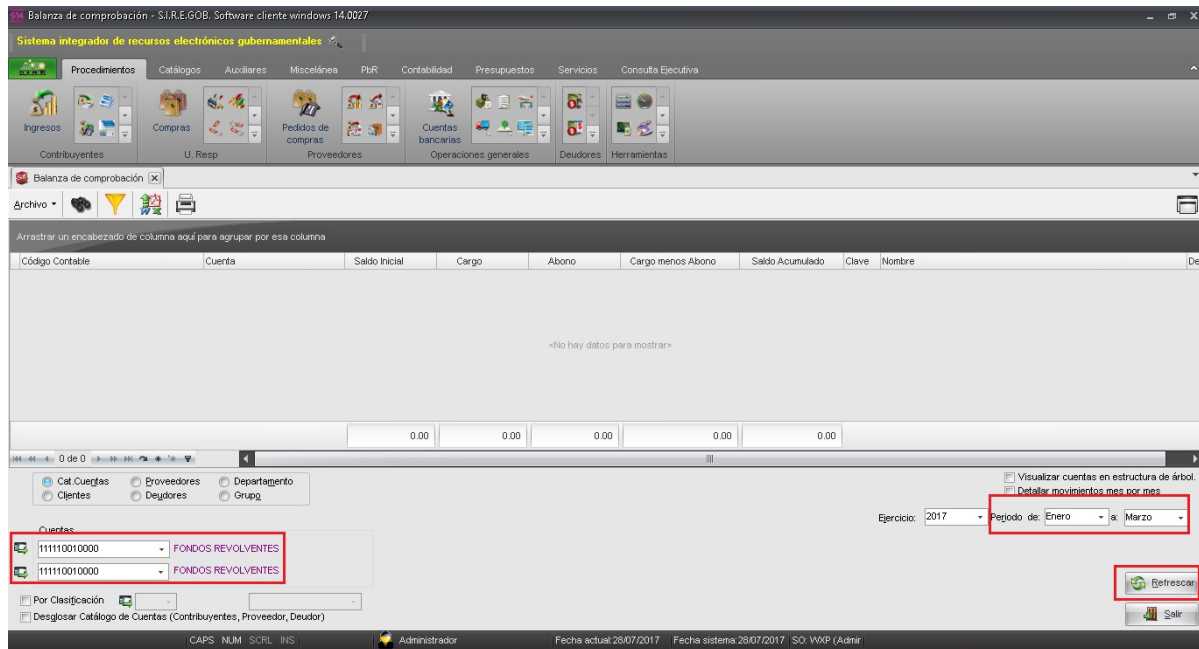 Balanza de comprobación - S.I.R.E.GOB. Software cliente windows 14.0027
Sistema integrador de recursos electrónicos gubernamentales
Procedimientos Catálogos Auxiliares Miscelánea PbR Contabilidad Presupuestos Servicios Consulta Ejecutiva
Ingresos Compras Pedidos de compras Cuentas bancarias
Contribuyentes U. Resp Proveedores Operaciones generales Deudores Herramientas
Balanza de comprobación
Archivo
Arrastrar un encabezado de columna aquí para agrupar por esa columna
Código Contable Cuenta Saldo Inicial Cargo Abono Cargo menos Abono Saldo Acumulado Clave Nombre De
<No hay datos para mostrar>
0.00 0.00 0.00 0.00 0.00
0 de 0
Cat.Cuentas Proveedores Departamento Visualizar cuentas en estructura de árbol.
Clientes Deudores Grupo Detallar movimientos mes por mes
Ejercicio: 2017 Periodo de: Enero a: Marzo
Cuentas
111110010000 FONDOS REVOLVENTES
111110010000 FONDOS REVOLVENTES
Refrescar
Por Clasificación
Desglosar Catálogo de Cuentas (Contribuyentes, Proveedor, Deudor) Salir
CAPS NUM SCRL INS Administrador Fecha actual:28/07/2017 Fecha sistema:28/07/2017 SO: WXP (Admir